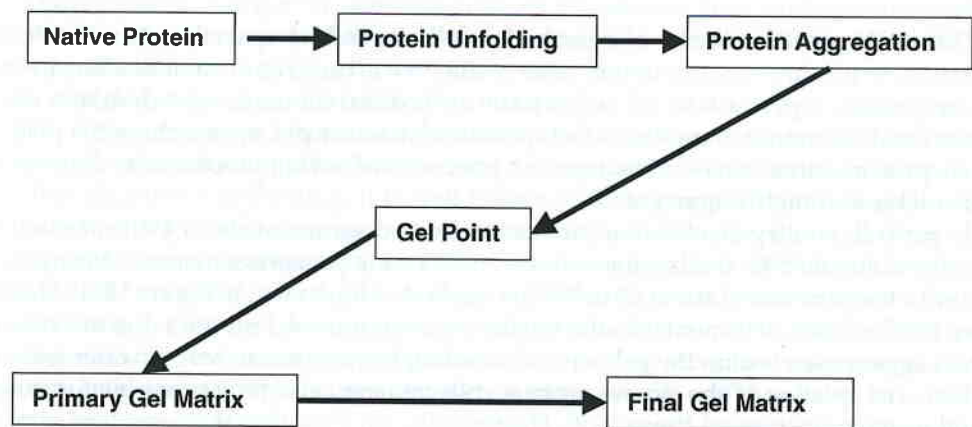 Native Protein
Protein Unfolding
Protein Aggregation
Gel Point
Primary Gel Matrix
Final Gel Matrix